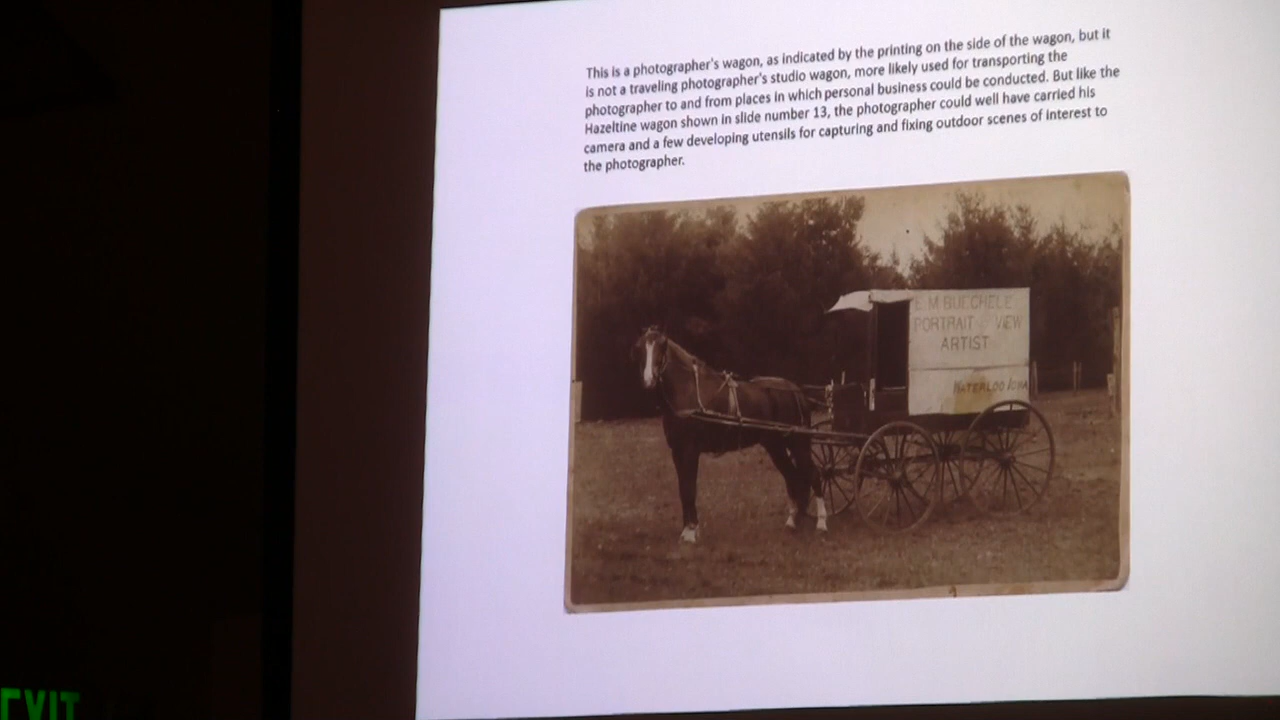 This is a photographer's wagon, as indicated by the printing on the side of the wagon, but it
is not a traveling photographer's studio wagon, more likely used for transporting the
photographer to and from places in which personal business could be conducted. But like the
Hazeltine wagon shown in slide number 13, the photographer could well have carried his
camera and a few developing utensils for capturing and fixing outdoor scenes of interest to
the photographer.
E.M BUECHELE
PORTRAIT VIEW
ARTIST
WATERLOO IOWA
EXIT